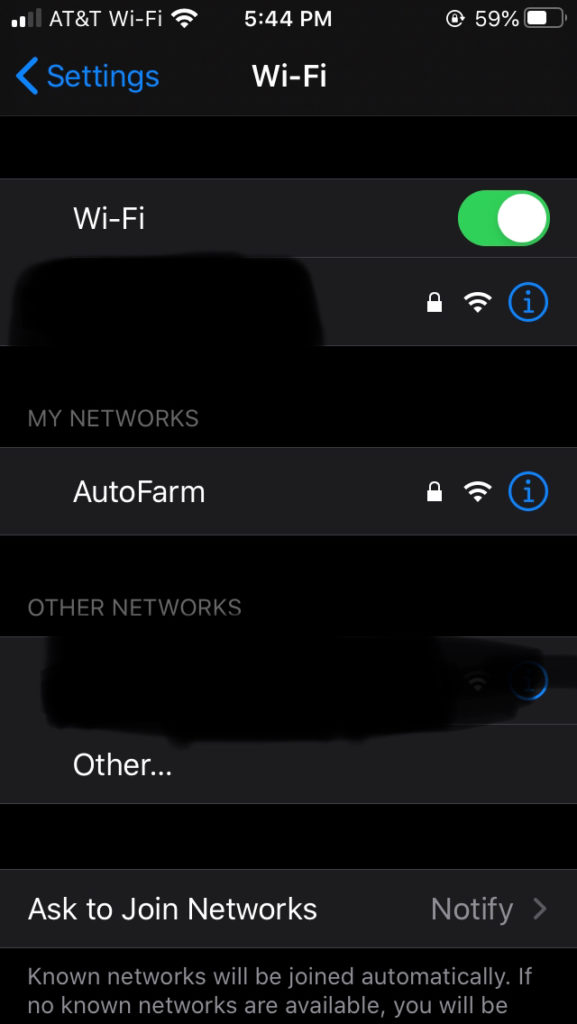 AT&T Wi-Fi 5:44 PM 59%
Settings Wi-Fi
Wi-Fi
MY NETWORKS
AutoFarm
OTHER NETWORKS
Other...
Ask to Join Networks Notify
Known networks will be joined automatically. If
no known networks are available, you will be